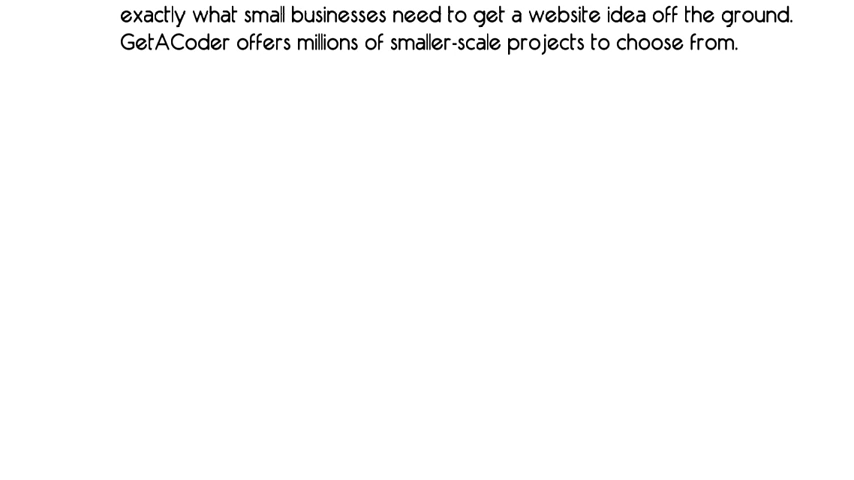 exactly what small businesses need to get a website idea off the ground.
GetACoder offers millions of smaller-scale projects to choose from.